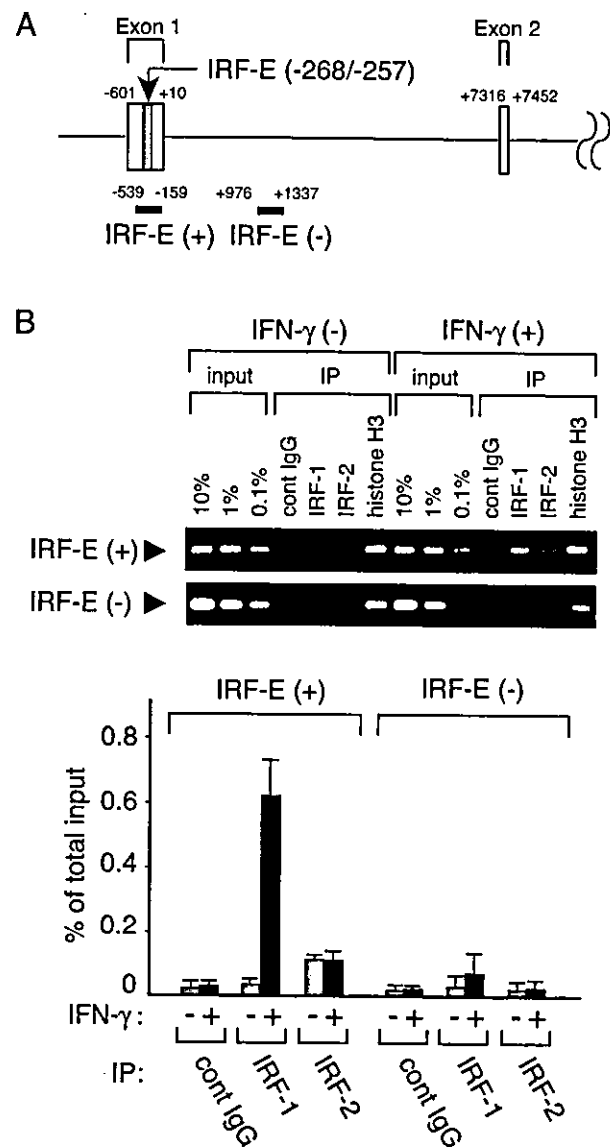 A
Exon 1
Exon 2
IRF-E (-268/-257)
-601 +10
+7316 +7452
-539 -159 +976 +1337
IRF-E (+) IRF-E (-)
B
IFN-γ (-) IFN-γ (+)
input IP input IP
10% 1% 0.1% cont IgG IRF-1 IRF-2 histone H3 10% 1% 0.1% cont IgG IRF-1 IRF-2 histone H3
IRF-E (+)
IRF-E (-)
IRF-E (+) IRF-E (-)
% of total input
0.8
0.6
0.4
0.2
0
IFN-γ : - + - + - + - + - + - +
IP: cont IgG IRF-1 IRF-2 cont IgG IRF-1 IRF-2